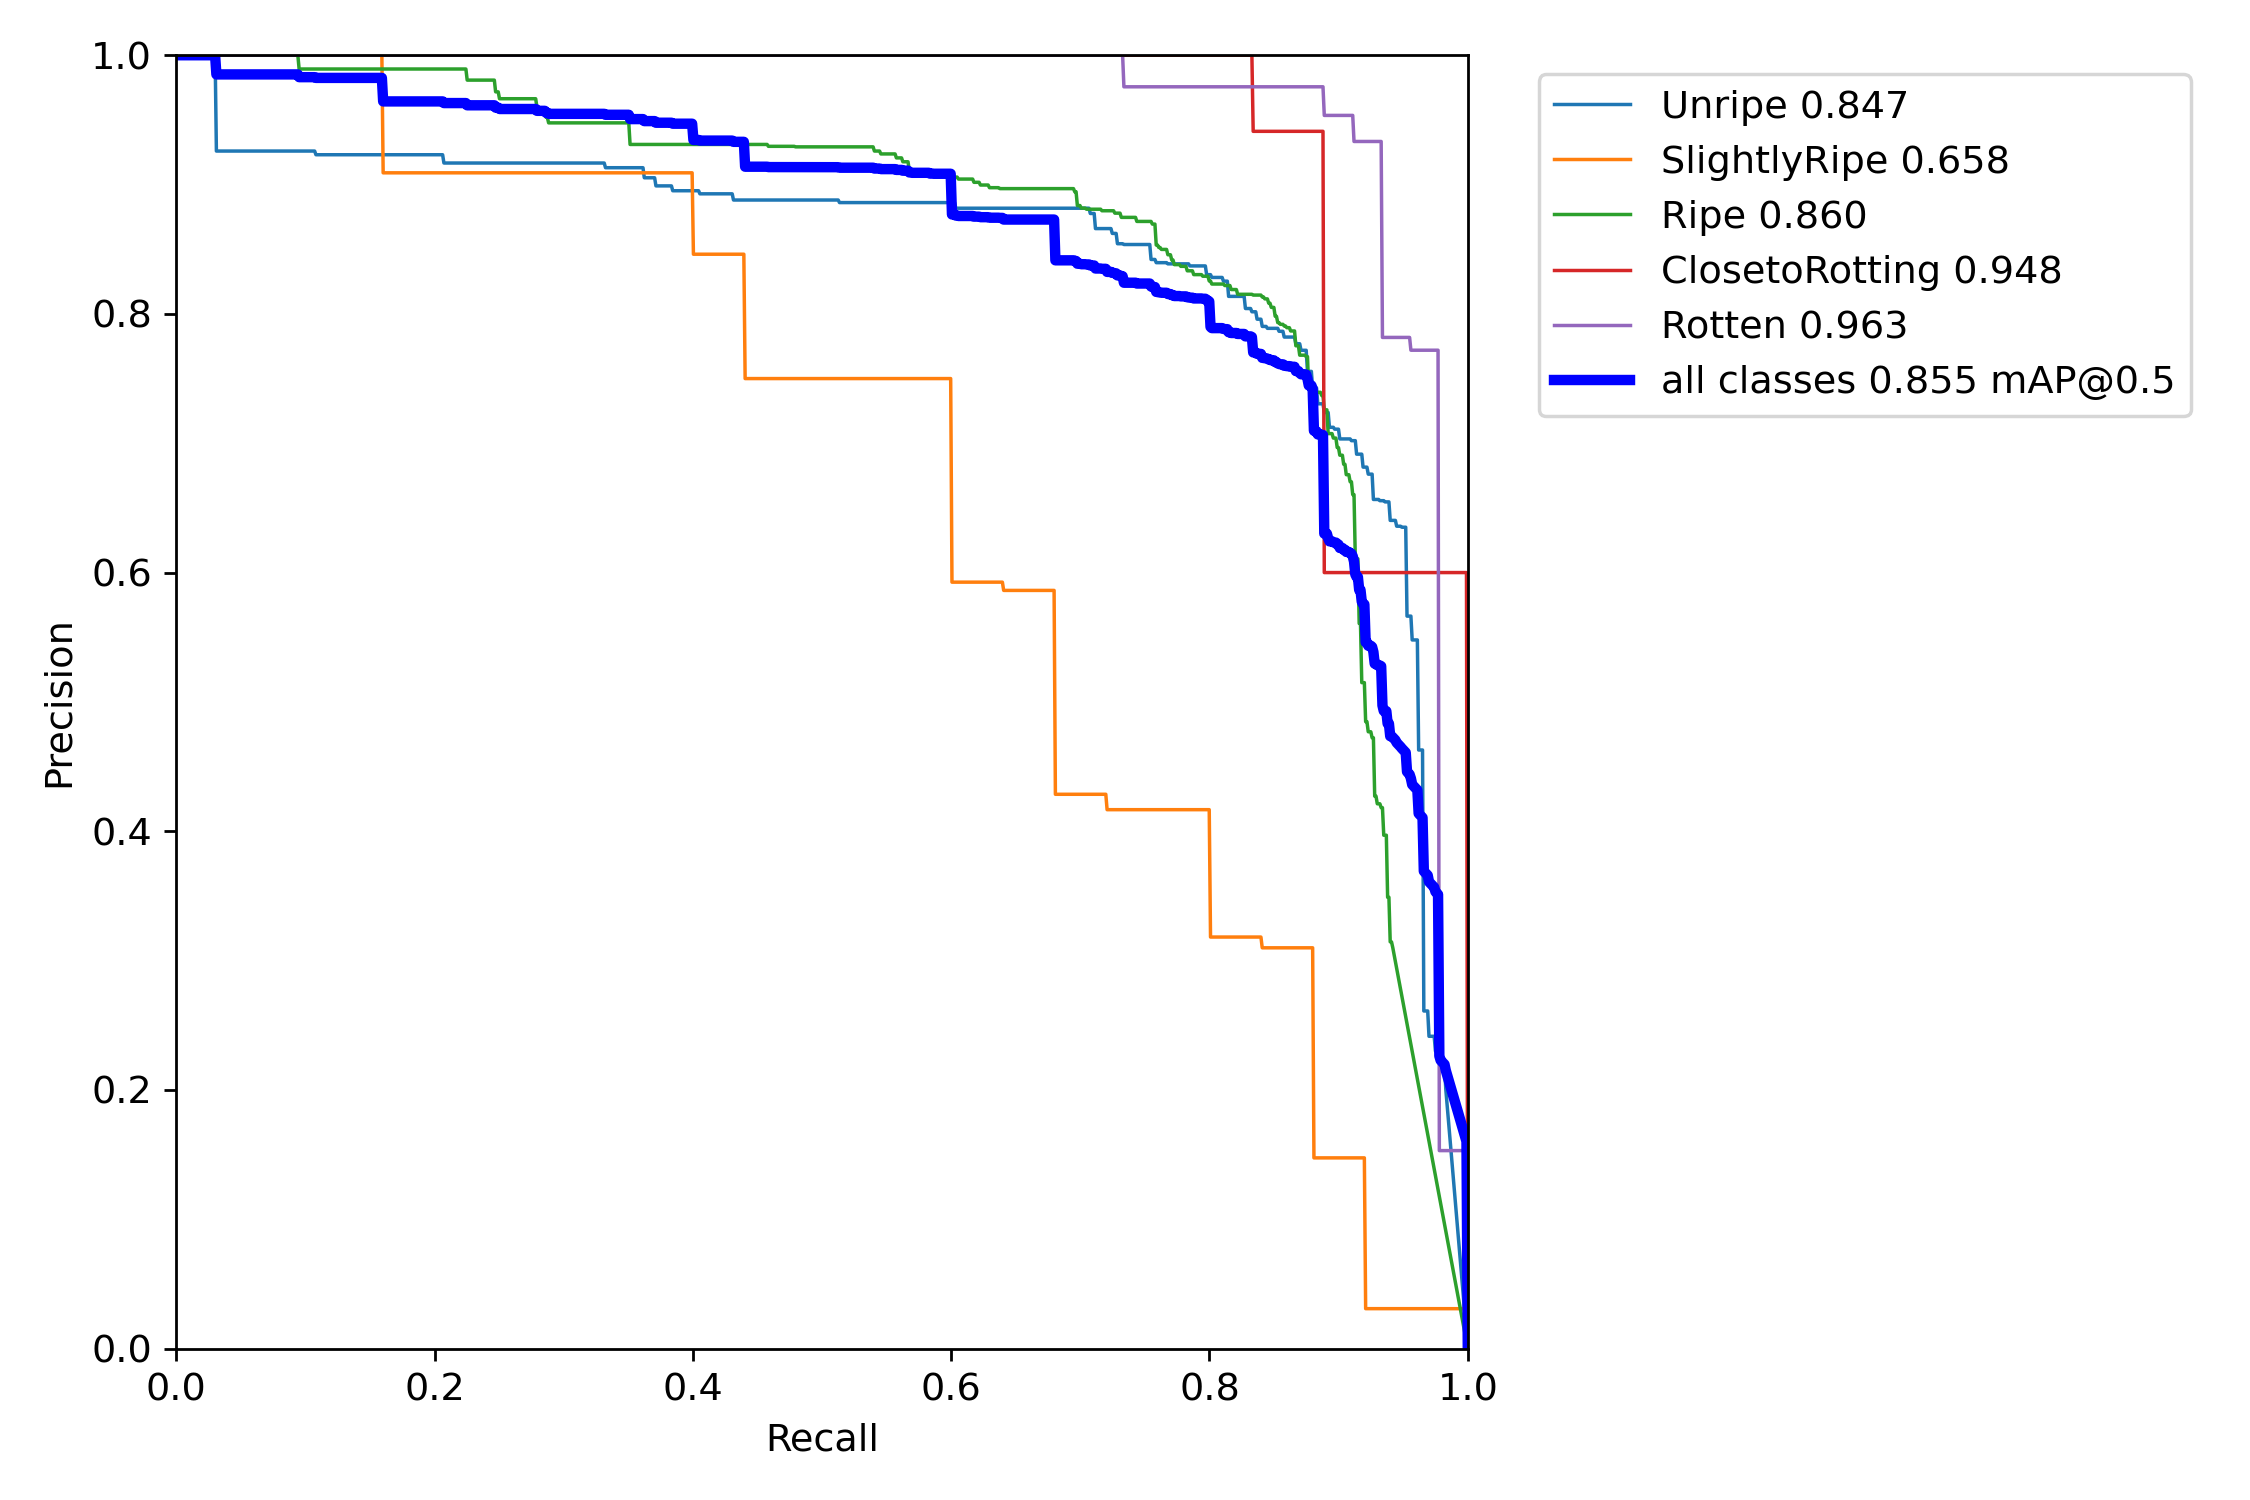 1.0
0.8
0.6
0.4
0.2
0.0
Precision
0.0 0.2 0.4 0.6 0.8 1.0
Recall
Unripe 0.847
SlightlyRipe 0.658
Ripe 0.860
ClosetoRotting 0.948
Rotten 0.963
all classes 0.855 mAP@0.5